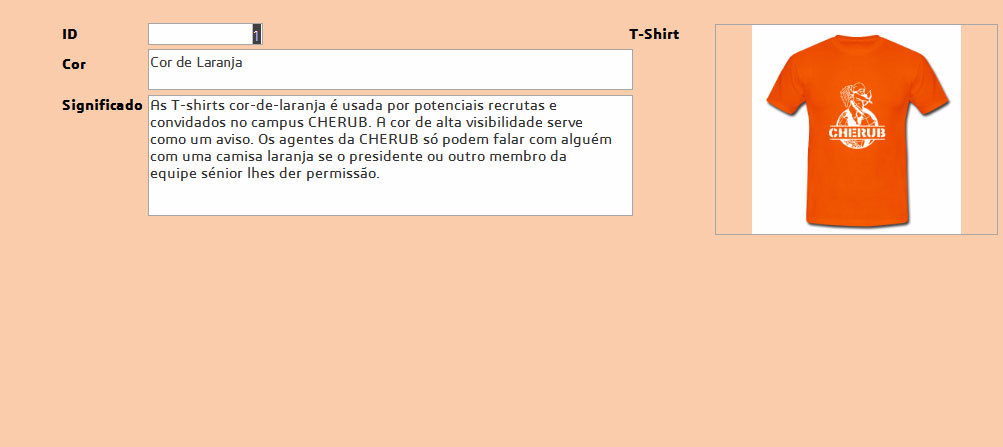 ID
1
T-Shirt
Cor
Cor de Laranja
Significado
As T-shirts cor-de-laranja é usada por potenciais recrutas e
convidados no campus CHERUB. A cor de alta visibilidade serve
como um aviso. Os agentes da CHERUB só podem falar com alguém
com uma camisa laranja se o presidente ou outro membro da
equipe sénior lhes der permissão.
CHERUB